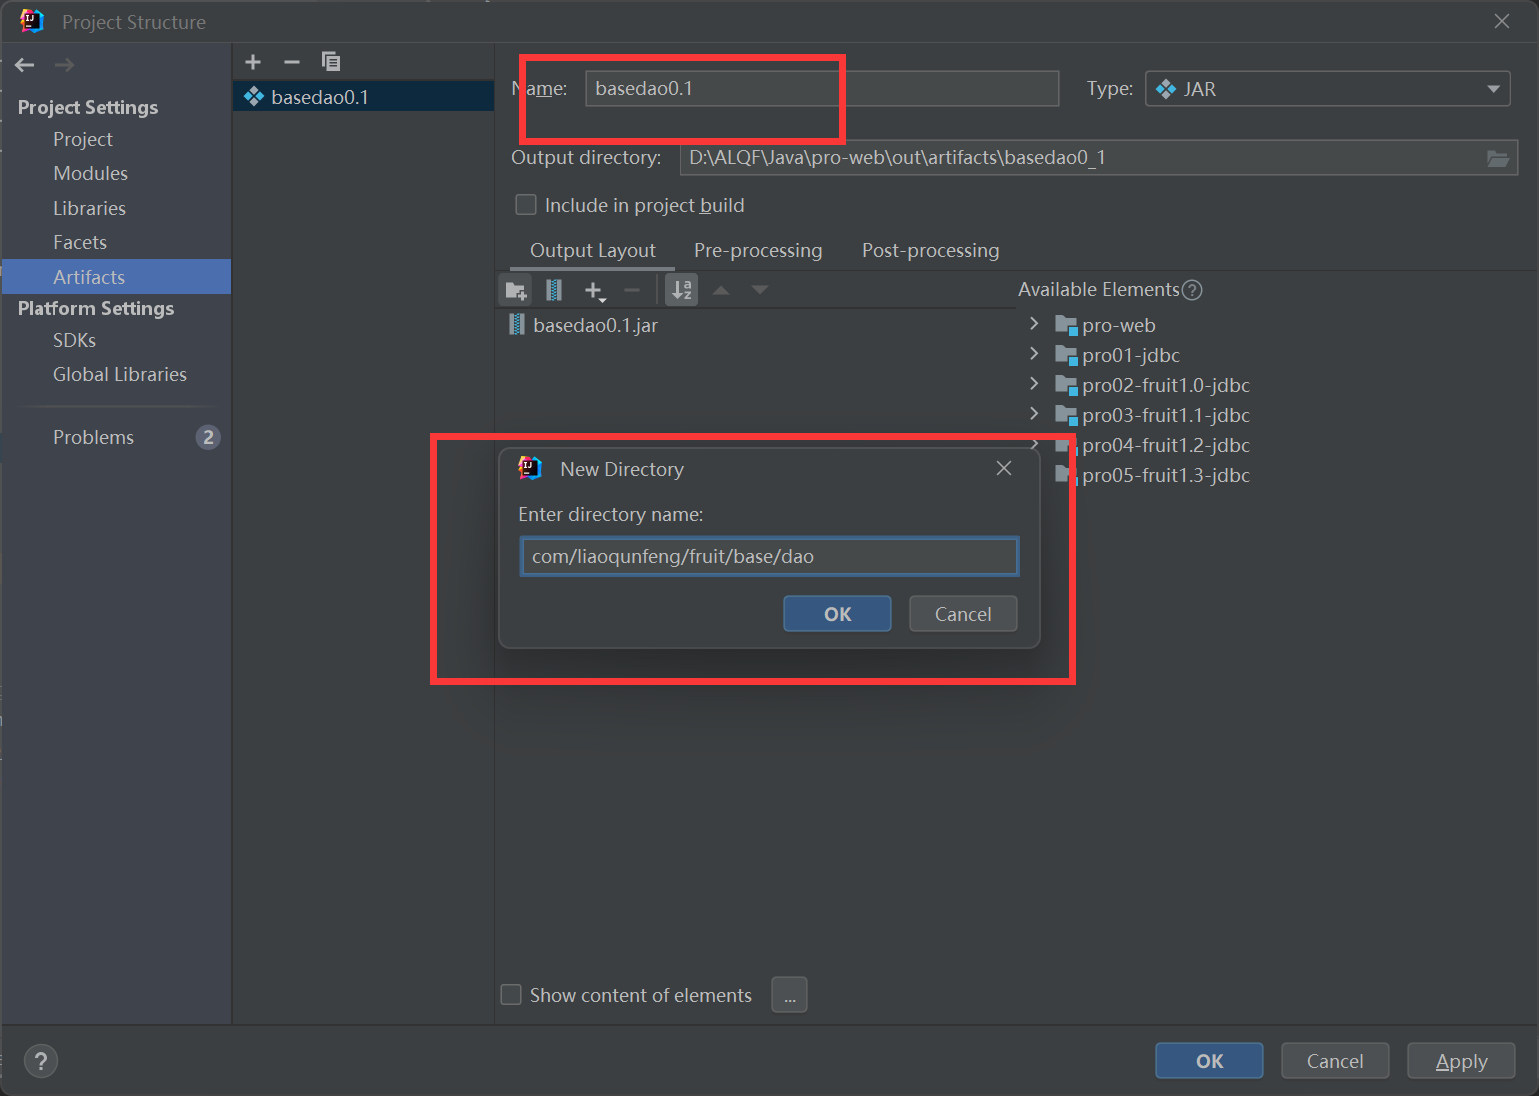 Project Structure
Project Settings
Project
Modules
Libraries
Facets
Artifacts
Platform Settings
SDKs
Global Libraries
Problems 2
basedao0.1
Name: basedao0.1 Type: JAR
Output directory: D:\ALQF\Java\pro-web\out\artifacts\basedao0_1
Include in project build
Output Layout Pre-processing Post-processing
Available Elements
basedao0.1.jar
pro-web
pro01-jdbc
pro02-fruit1.0-jdbc
pro03-fruit1.1-jdbc
pro04-fruit1.2-jdbc
pro05-fruit1.3-jdbc
New Directory
Enter directory name:
com/liaoqunfeng/fruit/base/dao
OK Cancel
Show content of elements ...
OK Cancel Apply